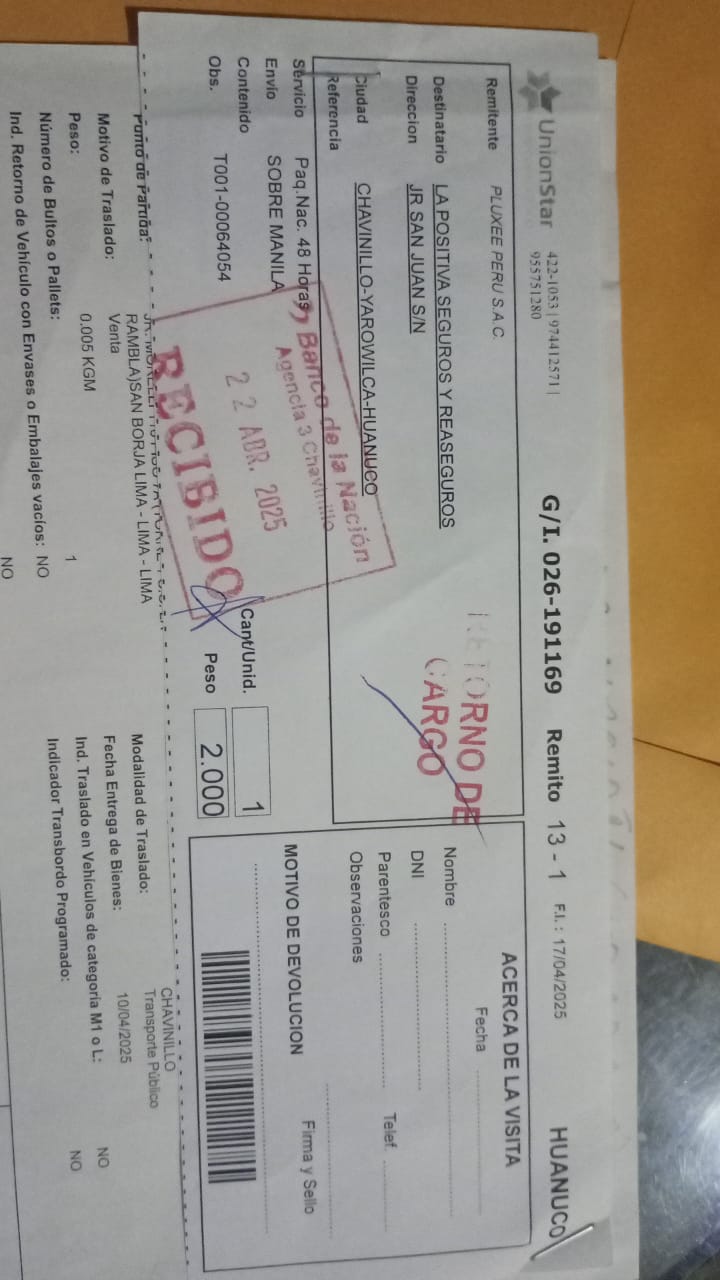 UnionStar
422-1053 | 974412571 |
955751280
G/I. 026-191169 Remito 13 - 1 F.I. : 17/04/2025 HUANUCO
Remitente PLUXEE PERU S.A.C.
Destinatario LA POSITIVA SEGUROS Y REASEGUROS
Direccion JR SAN JUAN S/N
Ciudad CHAVINILLO-YAROWILCA-HUANUCO
Referencia
RETORNO DE
CARGO
Servicio Paq.Nac. 48 Horas
Envio SOBRE MANILA
Contenido
Obs. T001-00064054
Cant/Unid. 1
Peso 2.000
Banco de la Nación
Agencia 3 Chavinillo
22 ABR. 2025
RECIBIDO
ACERCA DE LA VISITA
Fecha
Nombre
DNI
Parentesco Telef.
Observaciones
MOTIVO DE DEVOLUCION
Firma y Sello
Punto de Partida:
RAMBLA)SAN BORJA LIMA - LIMA - LIMA
CHAVINILLO
Motivo de Traslado: Venta
Modalidad de Traslado: Transporte Público
Peso: 0.005 KGM
Fecha Entrega de Bienes: 10/04/2025
Número de Bultos o Pallets: 1
Ind. Traslado en Vehículos de categoría M1 o L: NO
Ind. Retorno de Vehículo con Envases o Embalajes vacíos: NO
Indicador Transbordo Programado: NO
NO